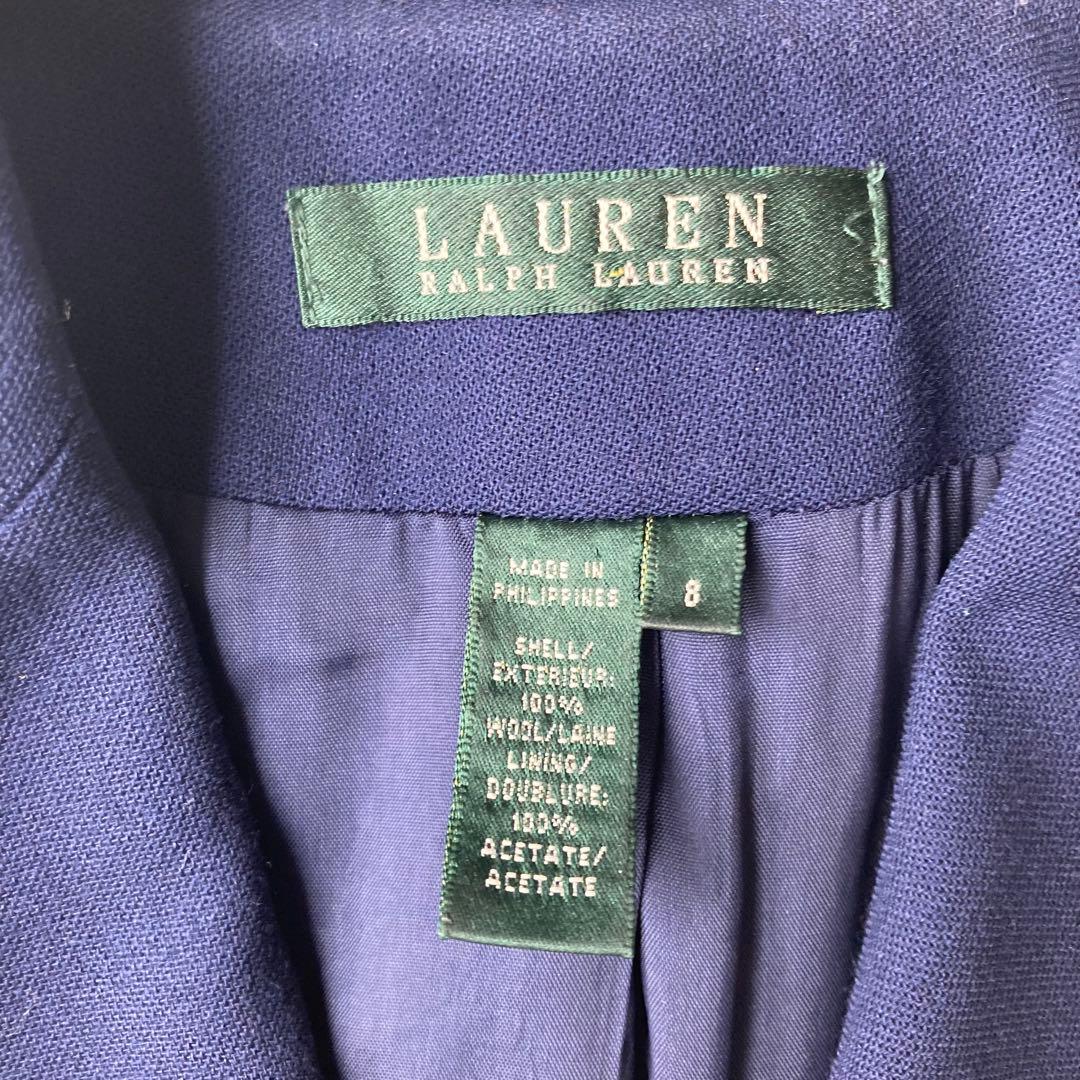 LAUREN
RALPH LAUREN
MADE IN
PHILIPPINES
8
SHELL/
EXTERIEUR:
100%
WOOL/LAINE
LINING/
DOUBLURE:
100%
ACETATE/
ACETATE